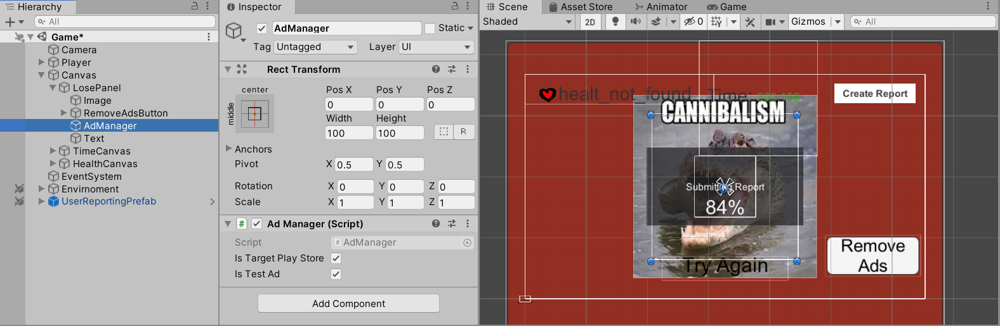 Hierarchy
All
Game*
Camera
Player
Canvas
LosePanel
Image
RemoveAdsButton
AdManager
Text
TimeCanvas
HealthCanvas
EventSystem
Envirnoment
UserReportingPrefab
Inspector
AdManager
Static
Tag Untagged Layer UI
Rect Transform
center
middle
Pos X Pos Y Pos Z
0 0 0
Width Height
100 100
R
Anchors
Pivot X 0.5 Y 0.5
Rotation X 0 Y 0 Z 0
Scale X 1 Y 1 Z 1
# Ad Manager (Script)
Script # AdManager
Is Target Play Store
Is Test Ad
Add Component
Scene Asset Store Animator Game
Shaded 2D 0 Gizmos All
healt_not_found Time:
Create Report
CANNIBALISM
Submitting Report
84%
Try Again
Remove
Ads